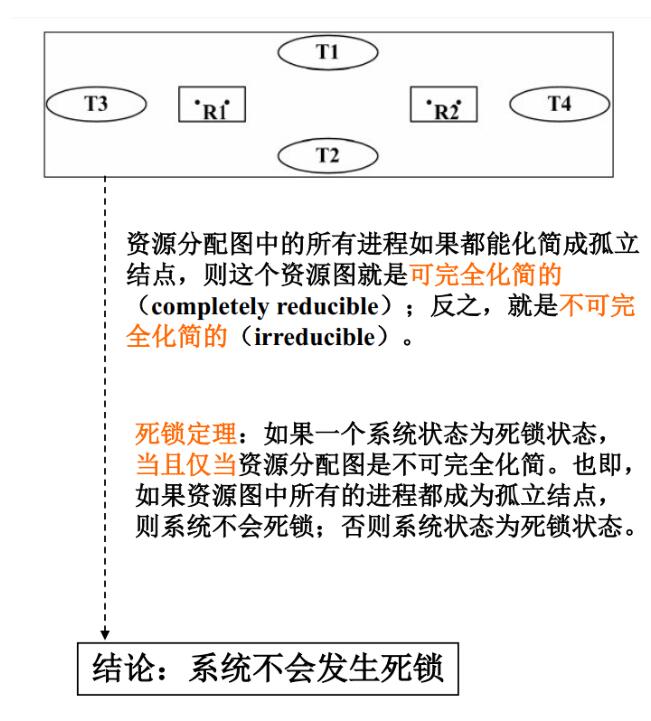 T1
T3
R1
R2
T4
T2
资源分配图中的所有进程如果都能化简成孤立
结点，则这个资源图就是可完全化简的
（completely reducible）；反之，就是不可完
全化简的（irreducible）。
死锁定理：如果一个系统状态为死锁状态，
当且仅当资源分配图是不可完全化简。也即，
如果资源图中所有的进程都成为孤立结点，
则系统不会死锁；否则系统状态为死锁状态。
结论：系统不会发生死锁